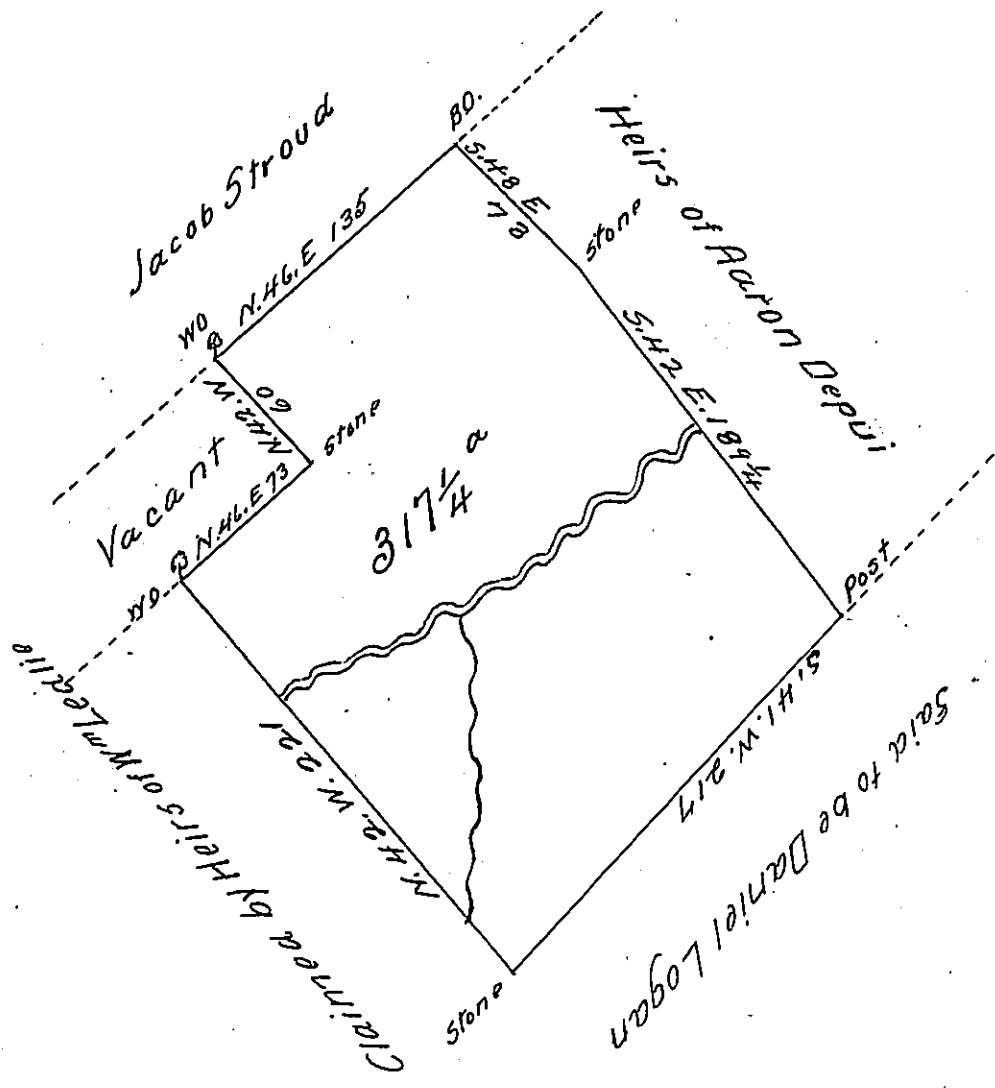 Jacob Stroud
BO.
S.48 E
73
Stone
Heirs of Aaron Depui
N.46.E 135
WO
N.42.W
60
Stone
Vacant
N.46.E 73
WO
317 1/4 a
S.42 E. 189 1/4
Post
S.41.W. 217
Said to be Daniel Logan
N.42.W. 221
Claimed by Heirs of Wm Leallie
Stone